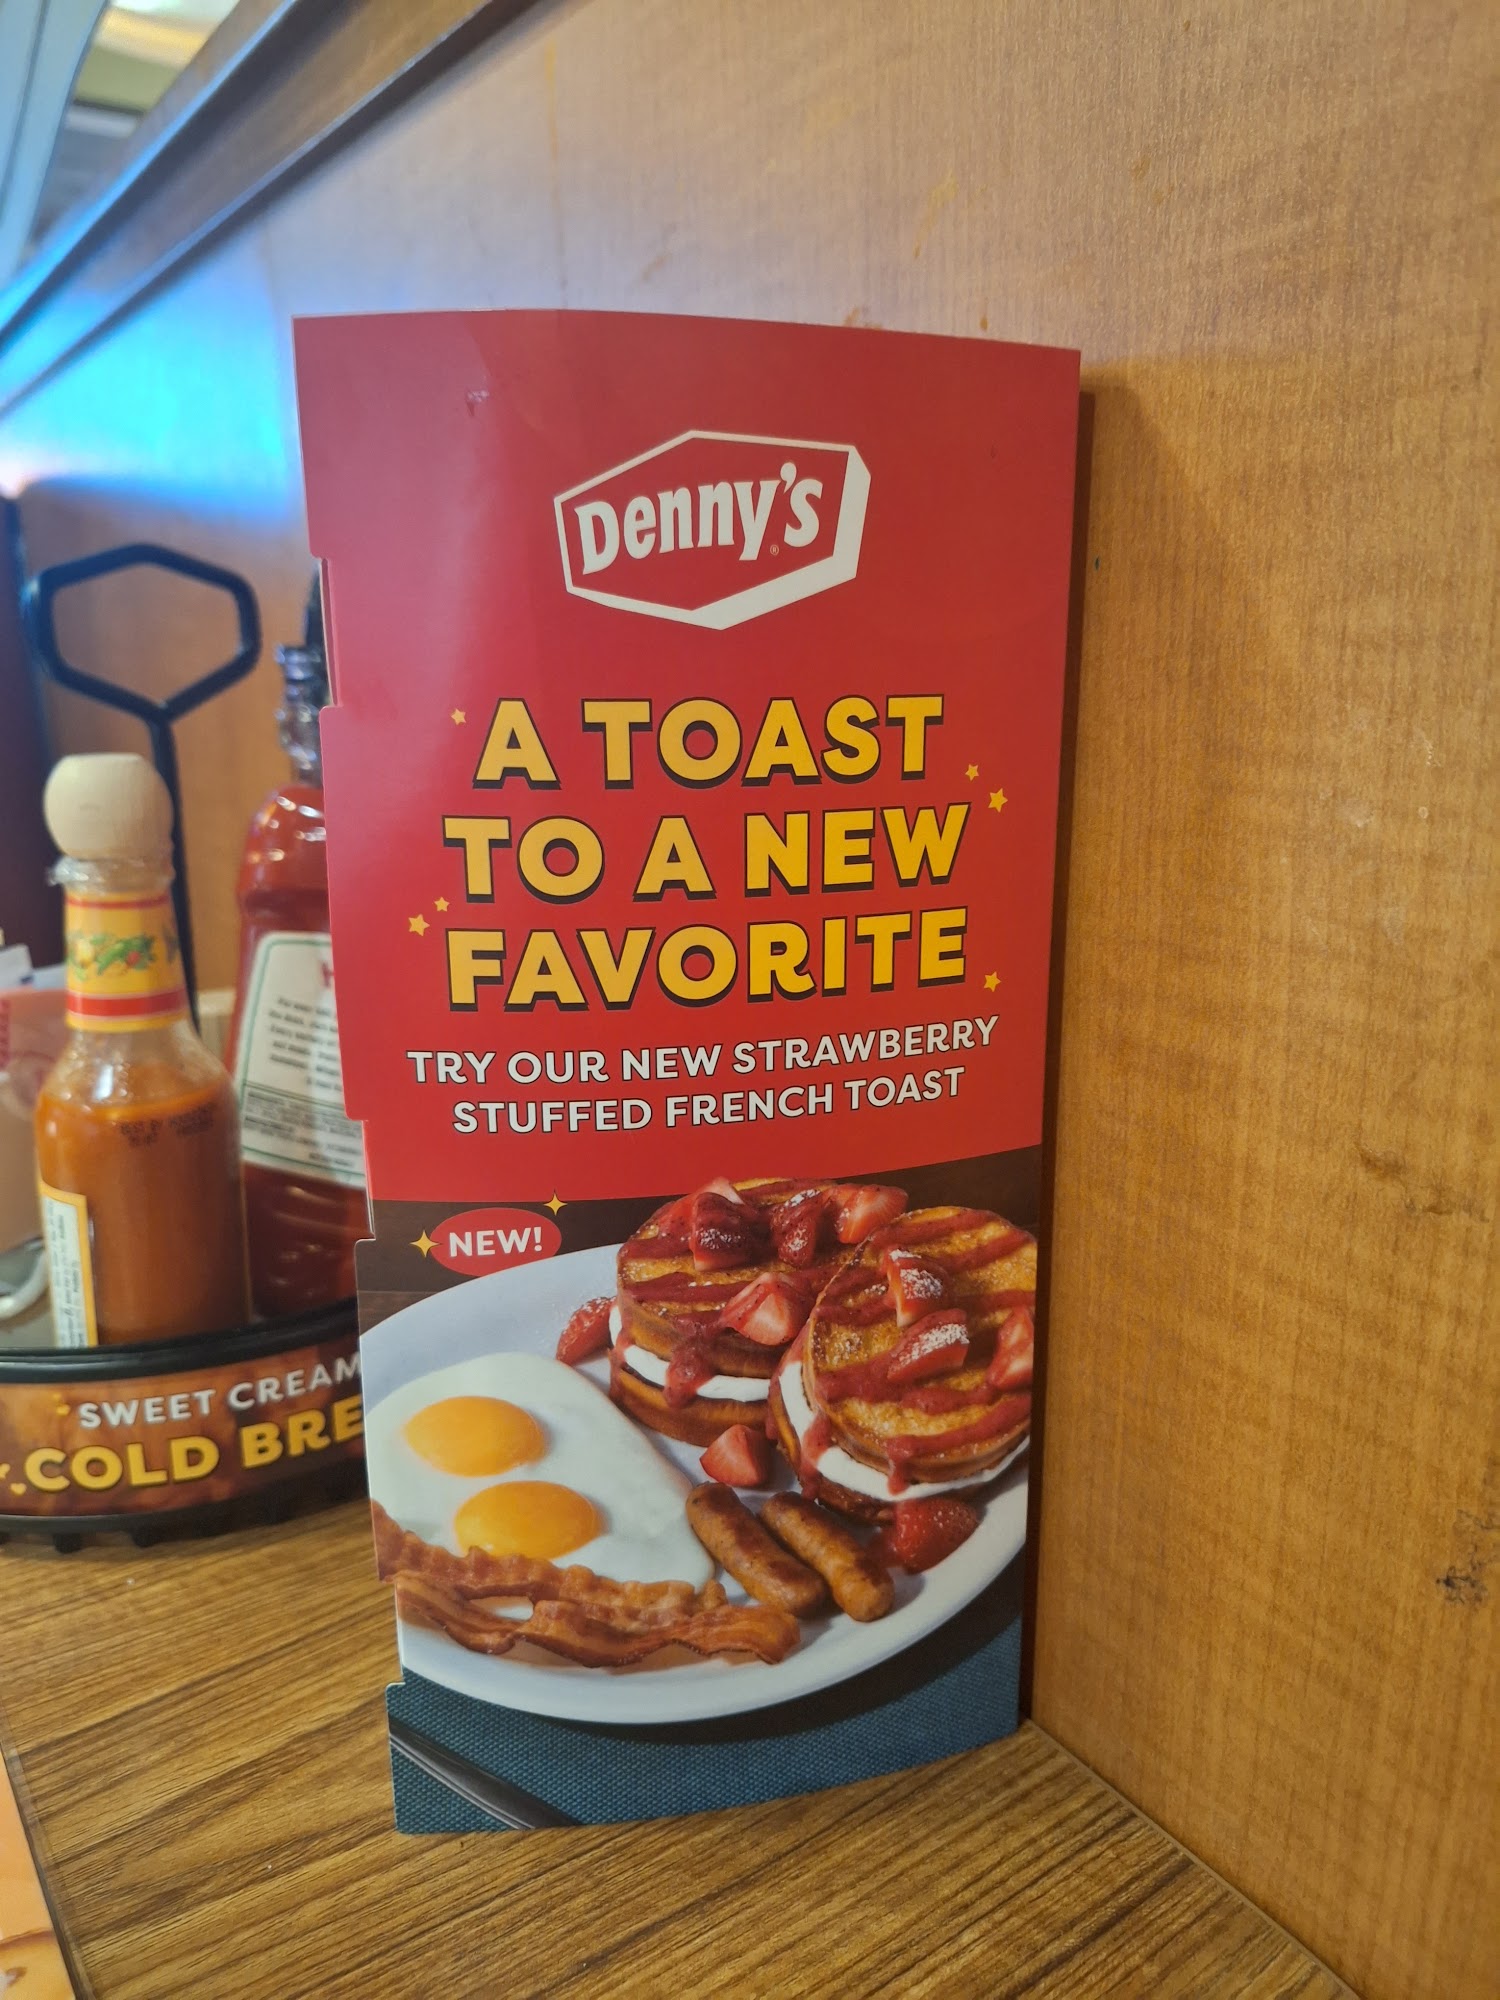 Denny's
A TOAST
TO A NEW
FAVORITE
TRY OUR NEW STRAWBERRY
STUFFED FRENCH TOAST
NEW!
SWEET CREAM
COLD BRE